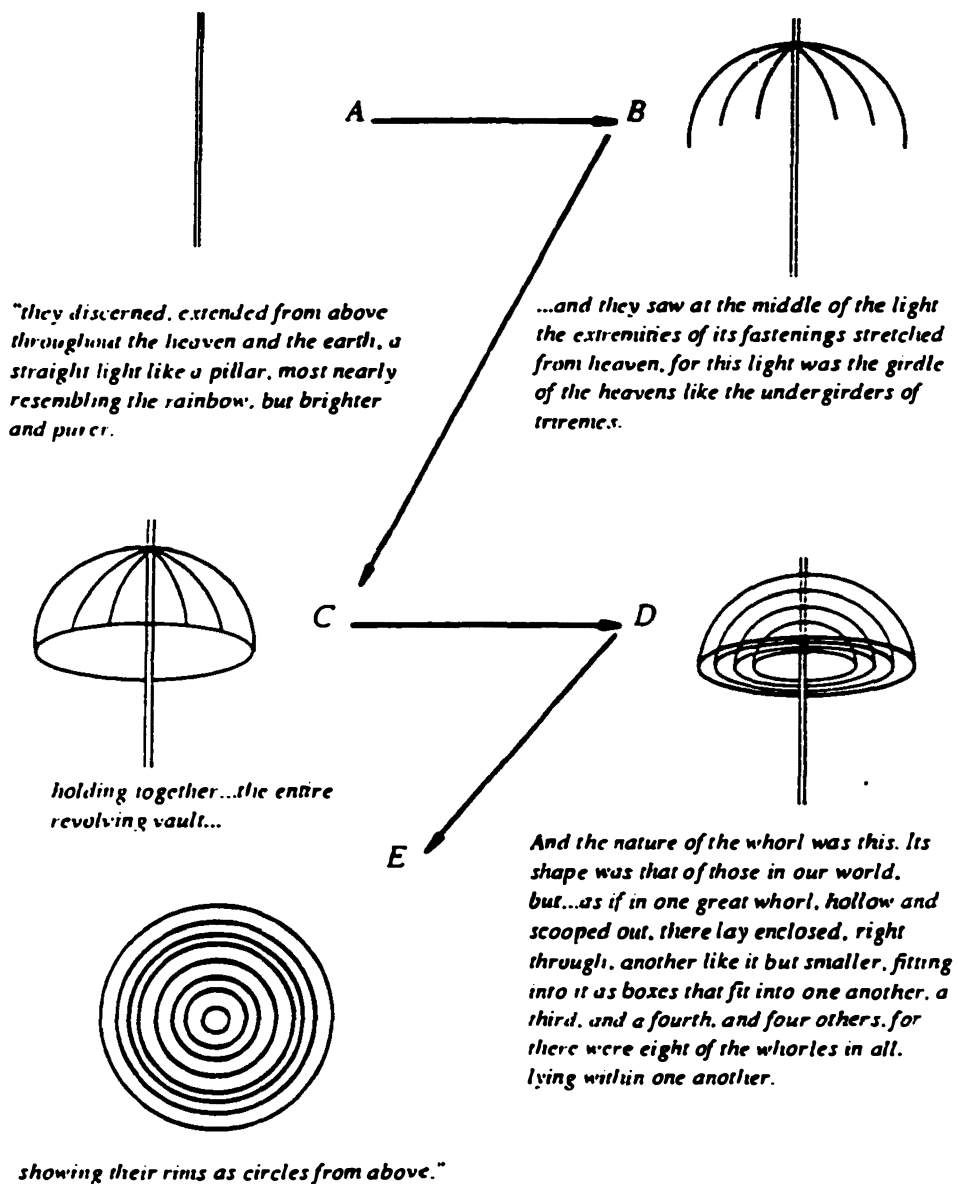 A
B
"they discerned, extended from above
throughout the heaven and the earth, a
straight light like a pillar, most nearly
resembling the rainbow, but brighter
and purer.
...and they saw at the middle of the light
the extremities of its fastenings stretched
from heaven, for this light was the girdle
of the heavens like the undergirders of
triremes.
C
D
holding together...the entire
revolving vault...
E
And the nature of the whorl was this. Its
shape was that of those in our world,
but...as if in one great whorl, hollow and
scooped out, there lay enclosed, right
through, another like it but smaller, fitting
into it as boxes that fit into one another, a
third, and a fourth, and four others, for
there were eight of the whorles in all,
lying within one another.
showing their rims as circles from above."